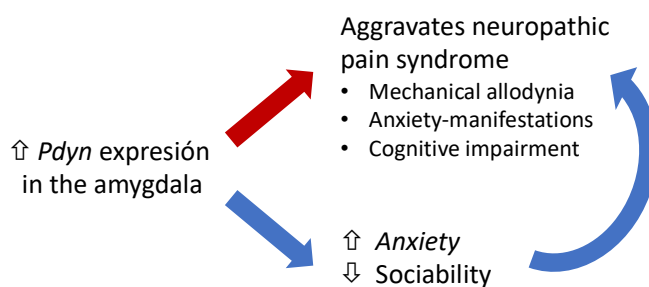 Aggravates neuropathic
pain syndrome
• Mechanical allodynia
• Anxiety-manifestations
• Cognitive impairment
⇧ Pdyn expresión
in the amygdala
⇧ Anxiety
⇩ Sociability